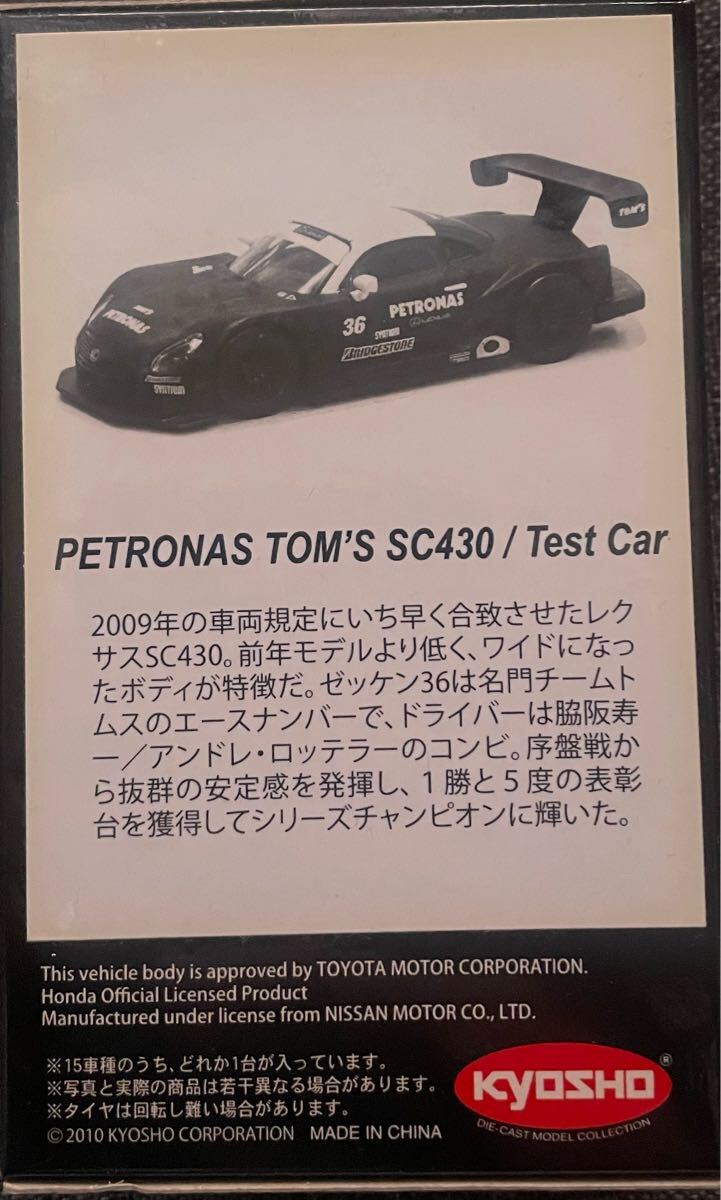 TOM'S
PETRONAS
LEXUS
36
SYNTIUM
BRIDGESTONE
PETRONAS
SYNTIUM
PETRONAS TOM'S SC430 / Test Car
2009年の車両規定にいち早く合致させたレク
サスSC430。前年モデルより低く、ワイドになっ
たボディが特徴だ。ゼッケン36は名門チームト
ムスのエースナンバーで、ドライバーは脇阪寿
一／アンドレ・ロッテラーのコンビ。序盤戦か
ら抜群の安定感を発揮し、1勝と5度の表彰
台を獲得してシリーズチャンピオンに輝いた。
This vehicle body is approved by TOYOTA MOTOR CORPORATION.
Honda Official Licensed Product
Manufactured under license from NISSAN MOTOR CO., LTD.
※15車種のうち、どれか1台が入っています。
※写真と実際の商品は若干異なる場合があります。
※タイヤは回転し難い場合があります。
© 2010 KYOSHO CORPORATION MADE IN CHINA
KYOSHO ®
DIE-CAST MODEL COLLECTION